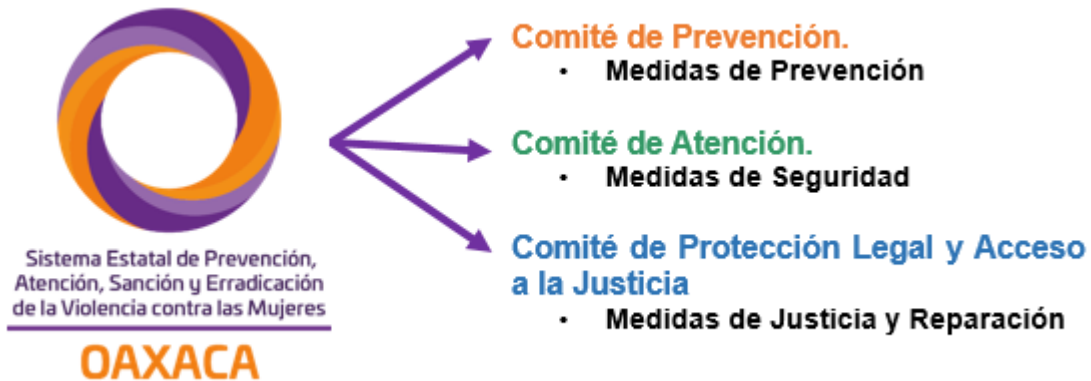 Sistema Estatal de Prevención,
Atención, Sanción y Erradicación
de la Violencia contra las Mujeres
OAXACA
Comité de Prevención.
• Medidas de Prevención
Comité de Atención.
• Medidas de Seguridad
Comité de Protección Legal y Acceso
a la Justicia
• Medidas de Justicia y Reparación